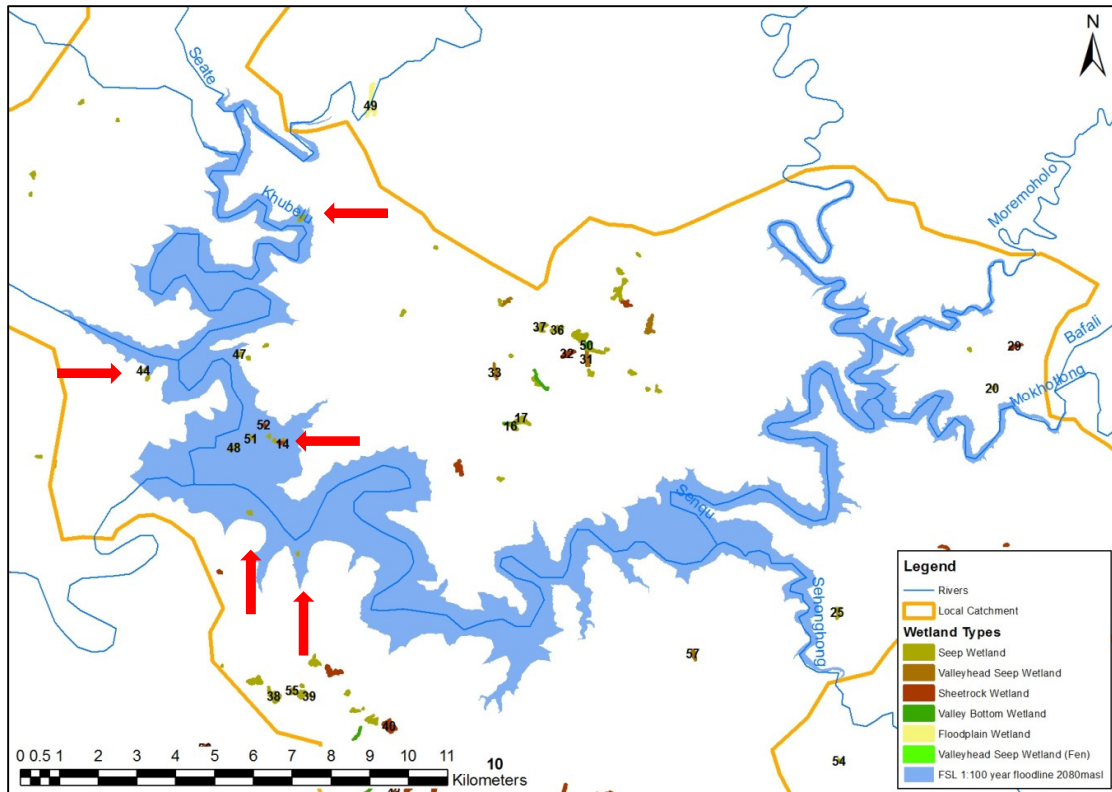 N
Seate
49
Khubelu
Moremoholo
Bafali
Mokhotlong
37 36
50
32
31
29
20
47
44
33
17
16
52
51
48
14
Senqu
Sehonghong
25
57
38 55 39
40
10
54
0 0.5 1 2 3 4 5 6 7 8 9 10 11
Kilometers
Legend
Rivers
Local Catchment
Wetland Types
Seep Wetland
Valleyhead Seep Wetland
Sheetrock Wetland
Valley Bottom Wetland
Floodplain Wetland
Valleyhead Seep Wetland (Fen)
FSL 1:100 year floodline 2080masl